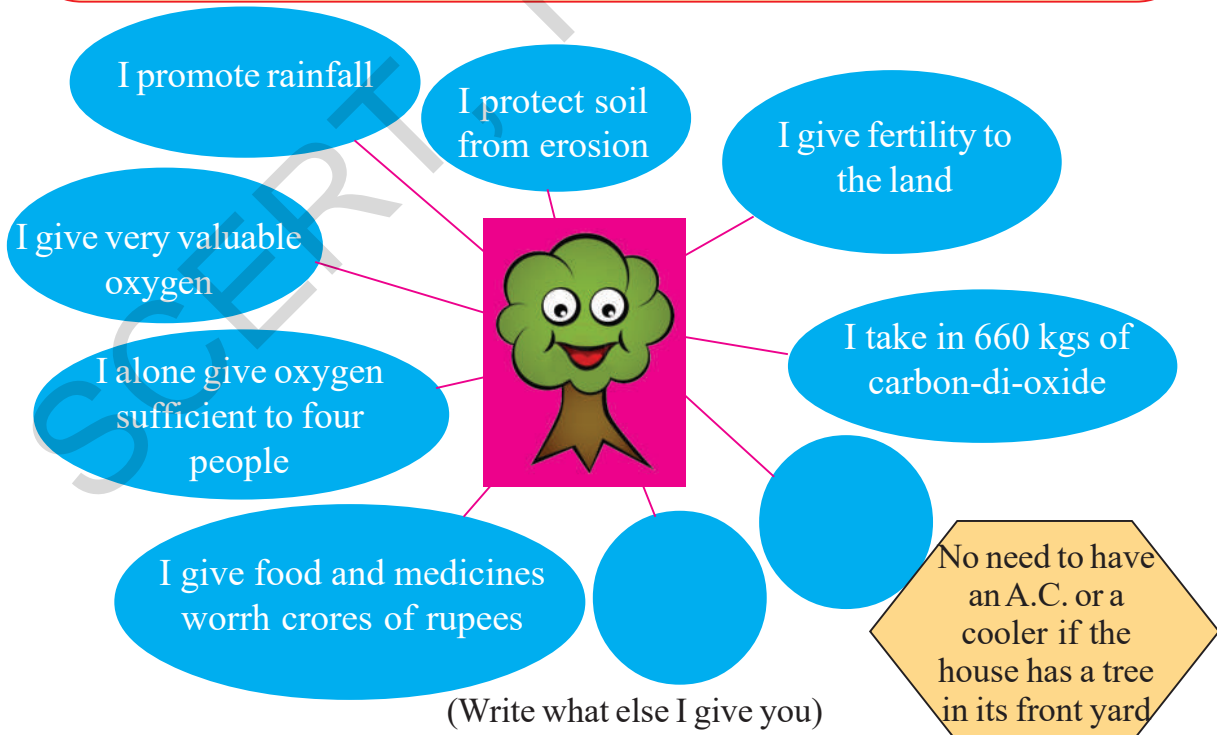 I promote rainfall
I protect soil
from erosion
I give fertility to
the land
I give very valuable
oxygen
I take in 660 kgs of
carbon-di-oxide
I alone give oxygen
sufficient to four
people
I give food and medicines
worrh crores of rupees
No need to have
an A.C. or a
cooler if the
house has a tree
in its front yard
(Write what else I give you)
SCERT,